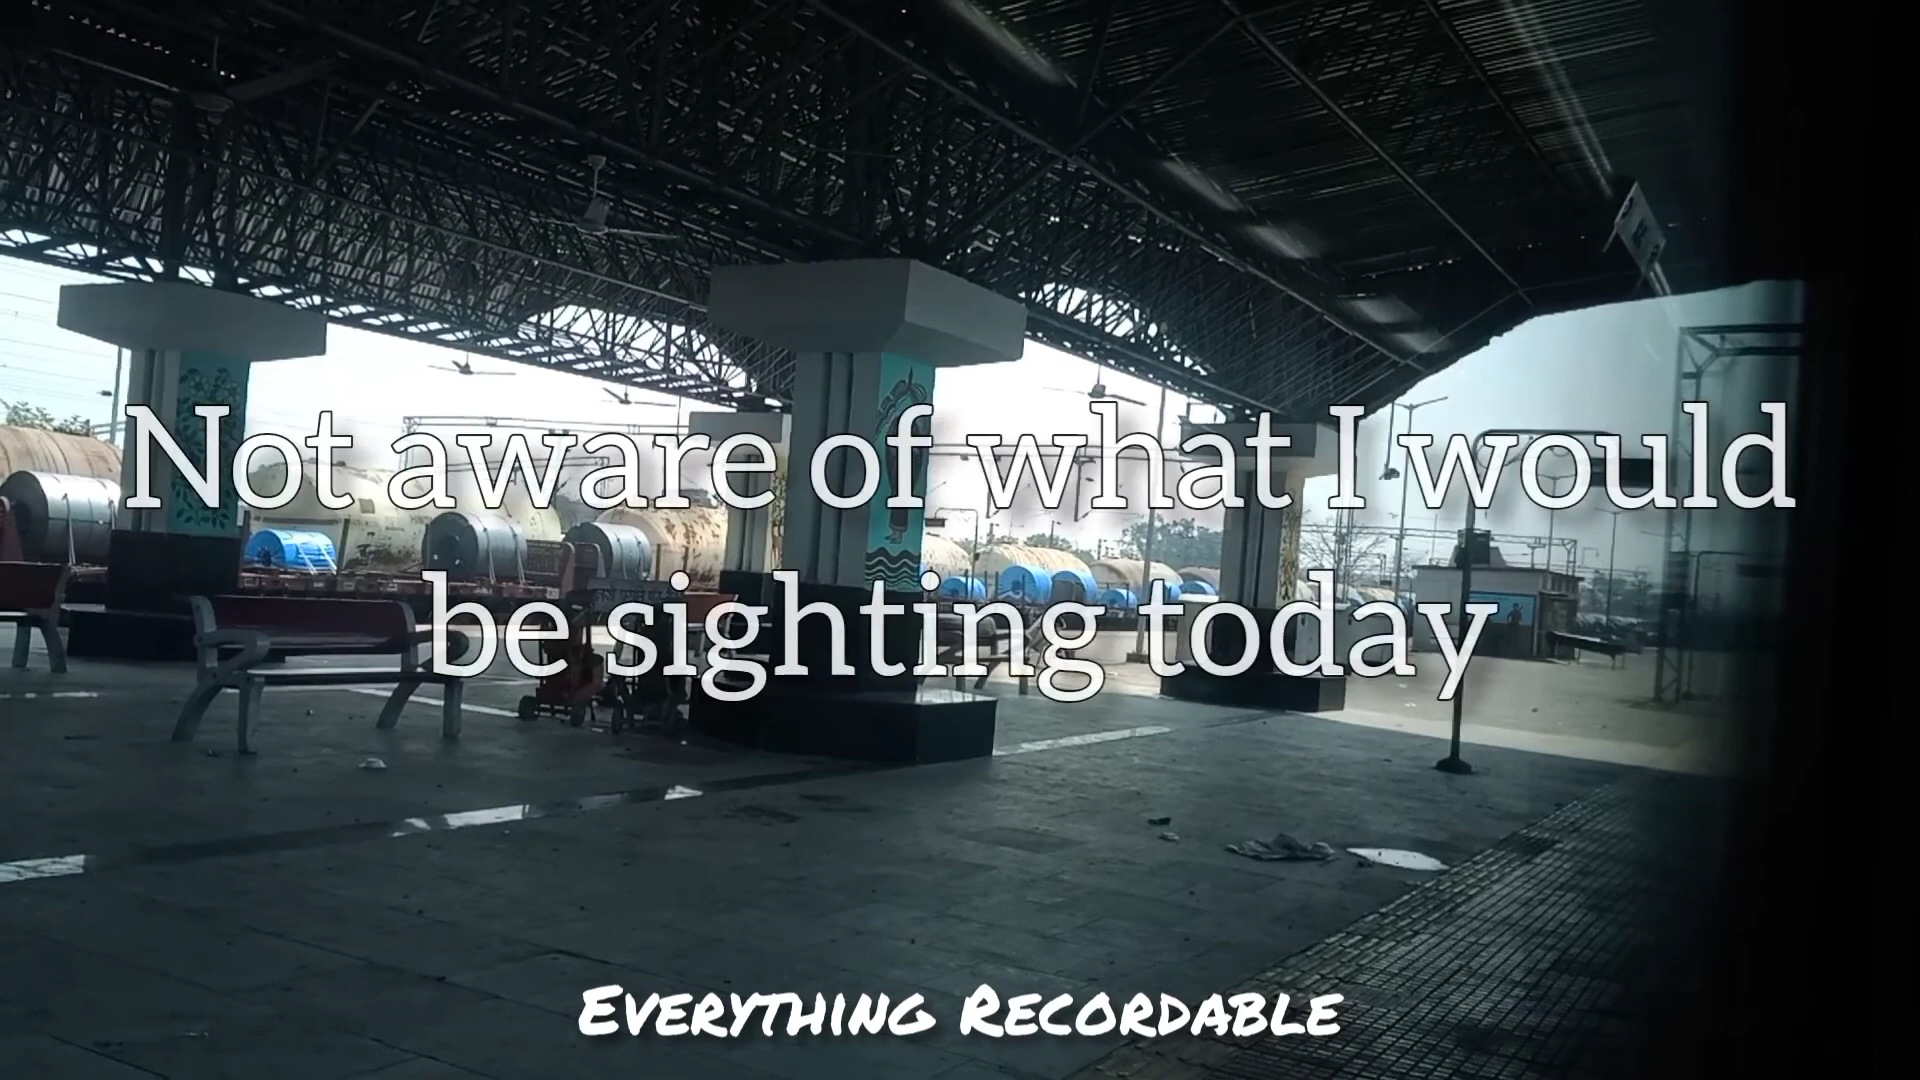 Not aware of what I would
be sighting today
Everything Recordable